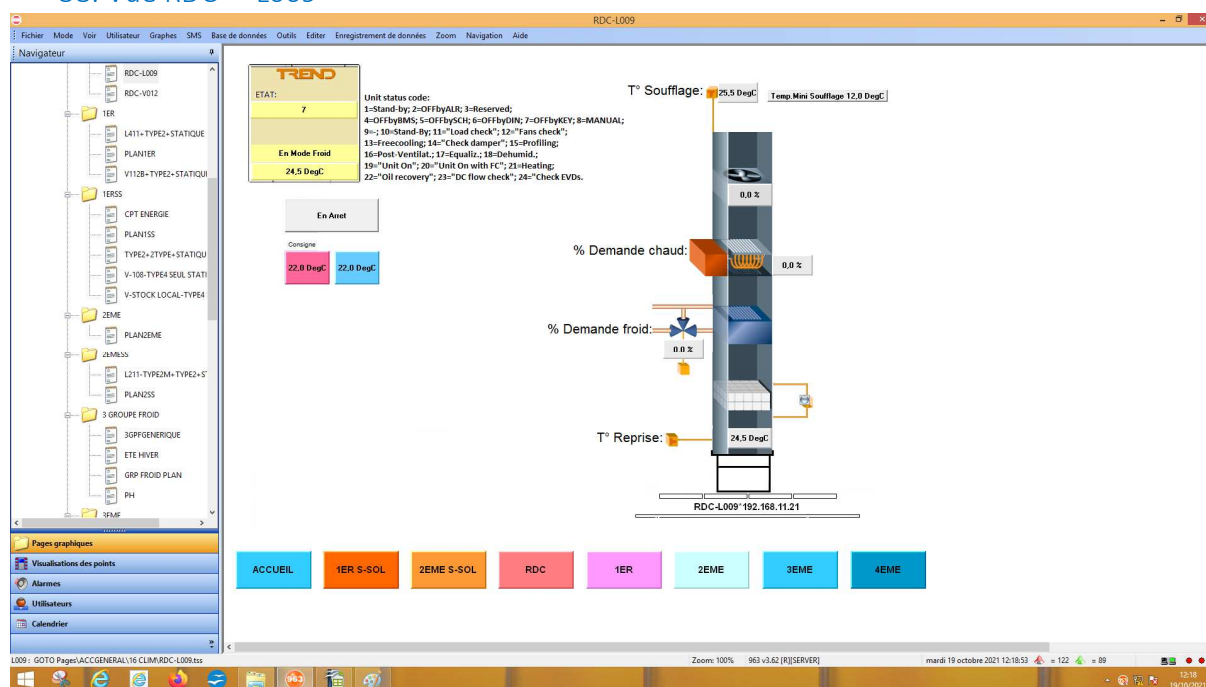 RDC-L009
Fichier Mode Voir Utilisateur Graphes SMS Base de données Outils Editer Enregistrement de données Zoom Navigation Aide
Navigateur
RDC-L009
RDC-V012
1ER
L411+TYPE2+STATIQUE
PLAN1ER
V112B+TYPE2+STATIQUI
1ERSS
CPT ENERGIE
PLAN1SS
TYPE2+2TYPE+STATIQU
V-108-TYPE4 SEUL STATI
V-STOCK LOCAL-TYPE4
2EME
PLAN2EME
2EMESS
L211-TYPE2M+TYPE2+S
PLAN2SS
3 GROUPE FROID
3GPFGENERIQUE
ETE HIVER
GRP FROID PLAN
PH
3EME
Pages graphiques
Visualisations des points
Alarmes
Utilisateurs
Calendrier
TREND
ETAT:
7
En Mode Froid
24,5 DegC
Unit status code:
1=Stand-by; 2=OFFbyALR; 3=Reserved;
4=OFFbyBMS; 5=OFFbySCH; 6=OFFbyDIN; 7=OFFbyKEY; 8=MANUAL;
9=-; 10=Stand-By; 11="Load check"; 12="Fans check";
13=Freecooling; 14="Check damper"; 15=Profiling;
16=Post-Ventilat.; 17=Equaliz.; 18=Dehumid.;
19="Unit On"; 20="Unit On with FC"; 21=Heating;
22="Oil recovery"; 23="DC flow check"; 24="Check EVDs.
En Arret
Consigne
22,0 DegC 22,0 DegC
T° Soufflage: 25,5 DegC Temp.Mini Soufflage 12,0 DegC
0,0 %
% Demande chaud: 0,0 %
% Demande froid:
0.0 %
T° Reprise: 24,5 DegC
RDC-L009*192.168.11.21
ACCUEIL 1ER S-SOL 2EME S-SOL RDC 1ER 2EME 3EME 4EME
L009 : GOTO Pages\ACCGENERAL\16 CLIM\RDC-L009.tss Zoom: 100% 963 v3.62 [R][SERVER] mardi 19 octobre 2021 12:18:53 = 122 = 89
963
12:18
19/10/2021